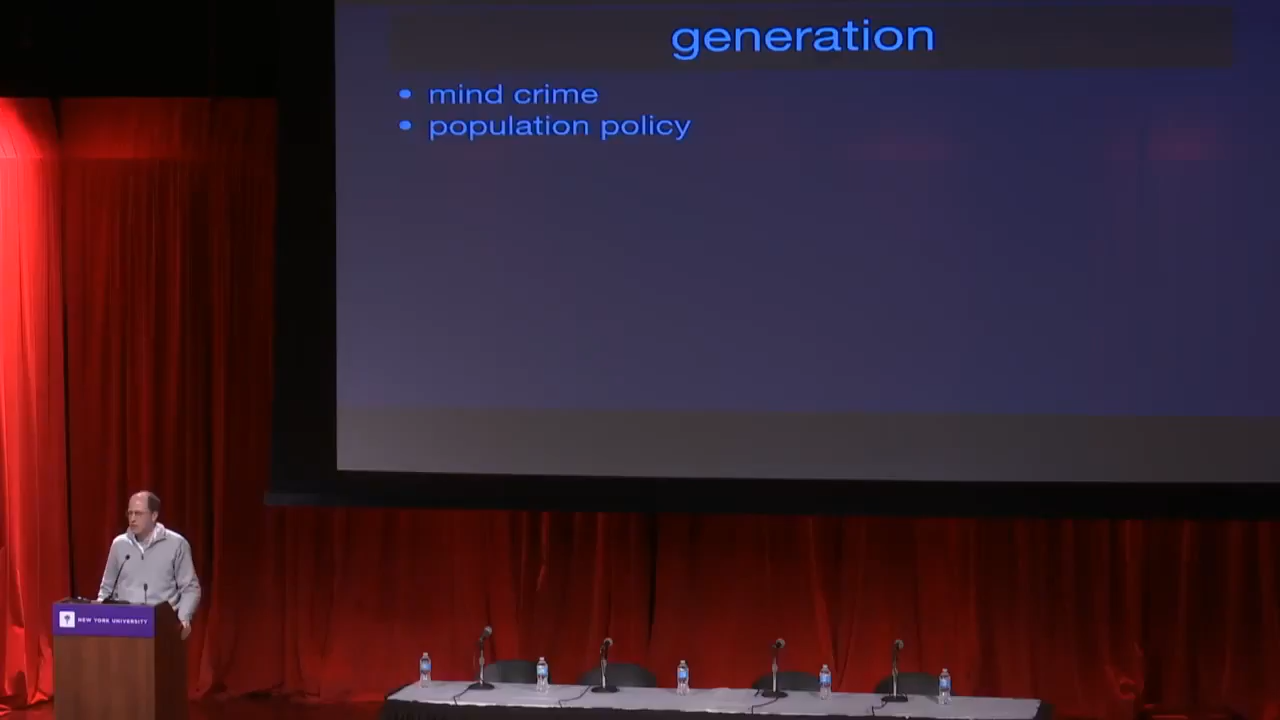 generation
• mind crime
• population policy
NEW YORK UNIVERSITY